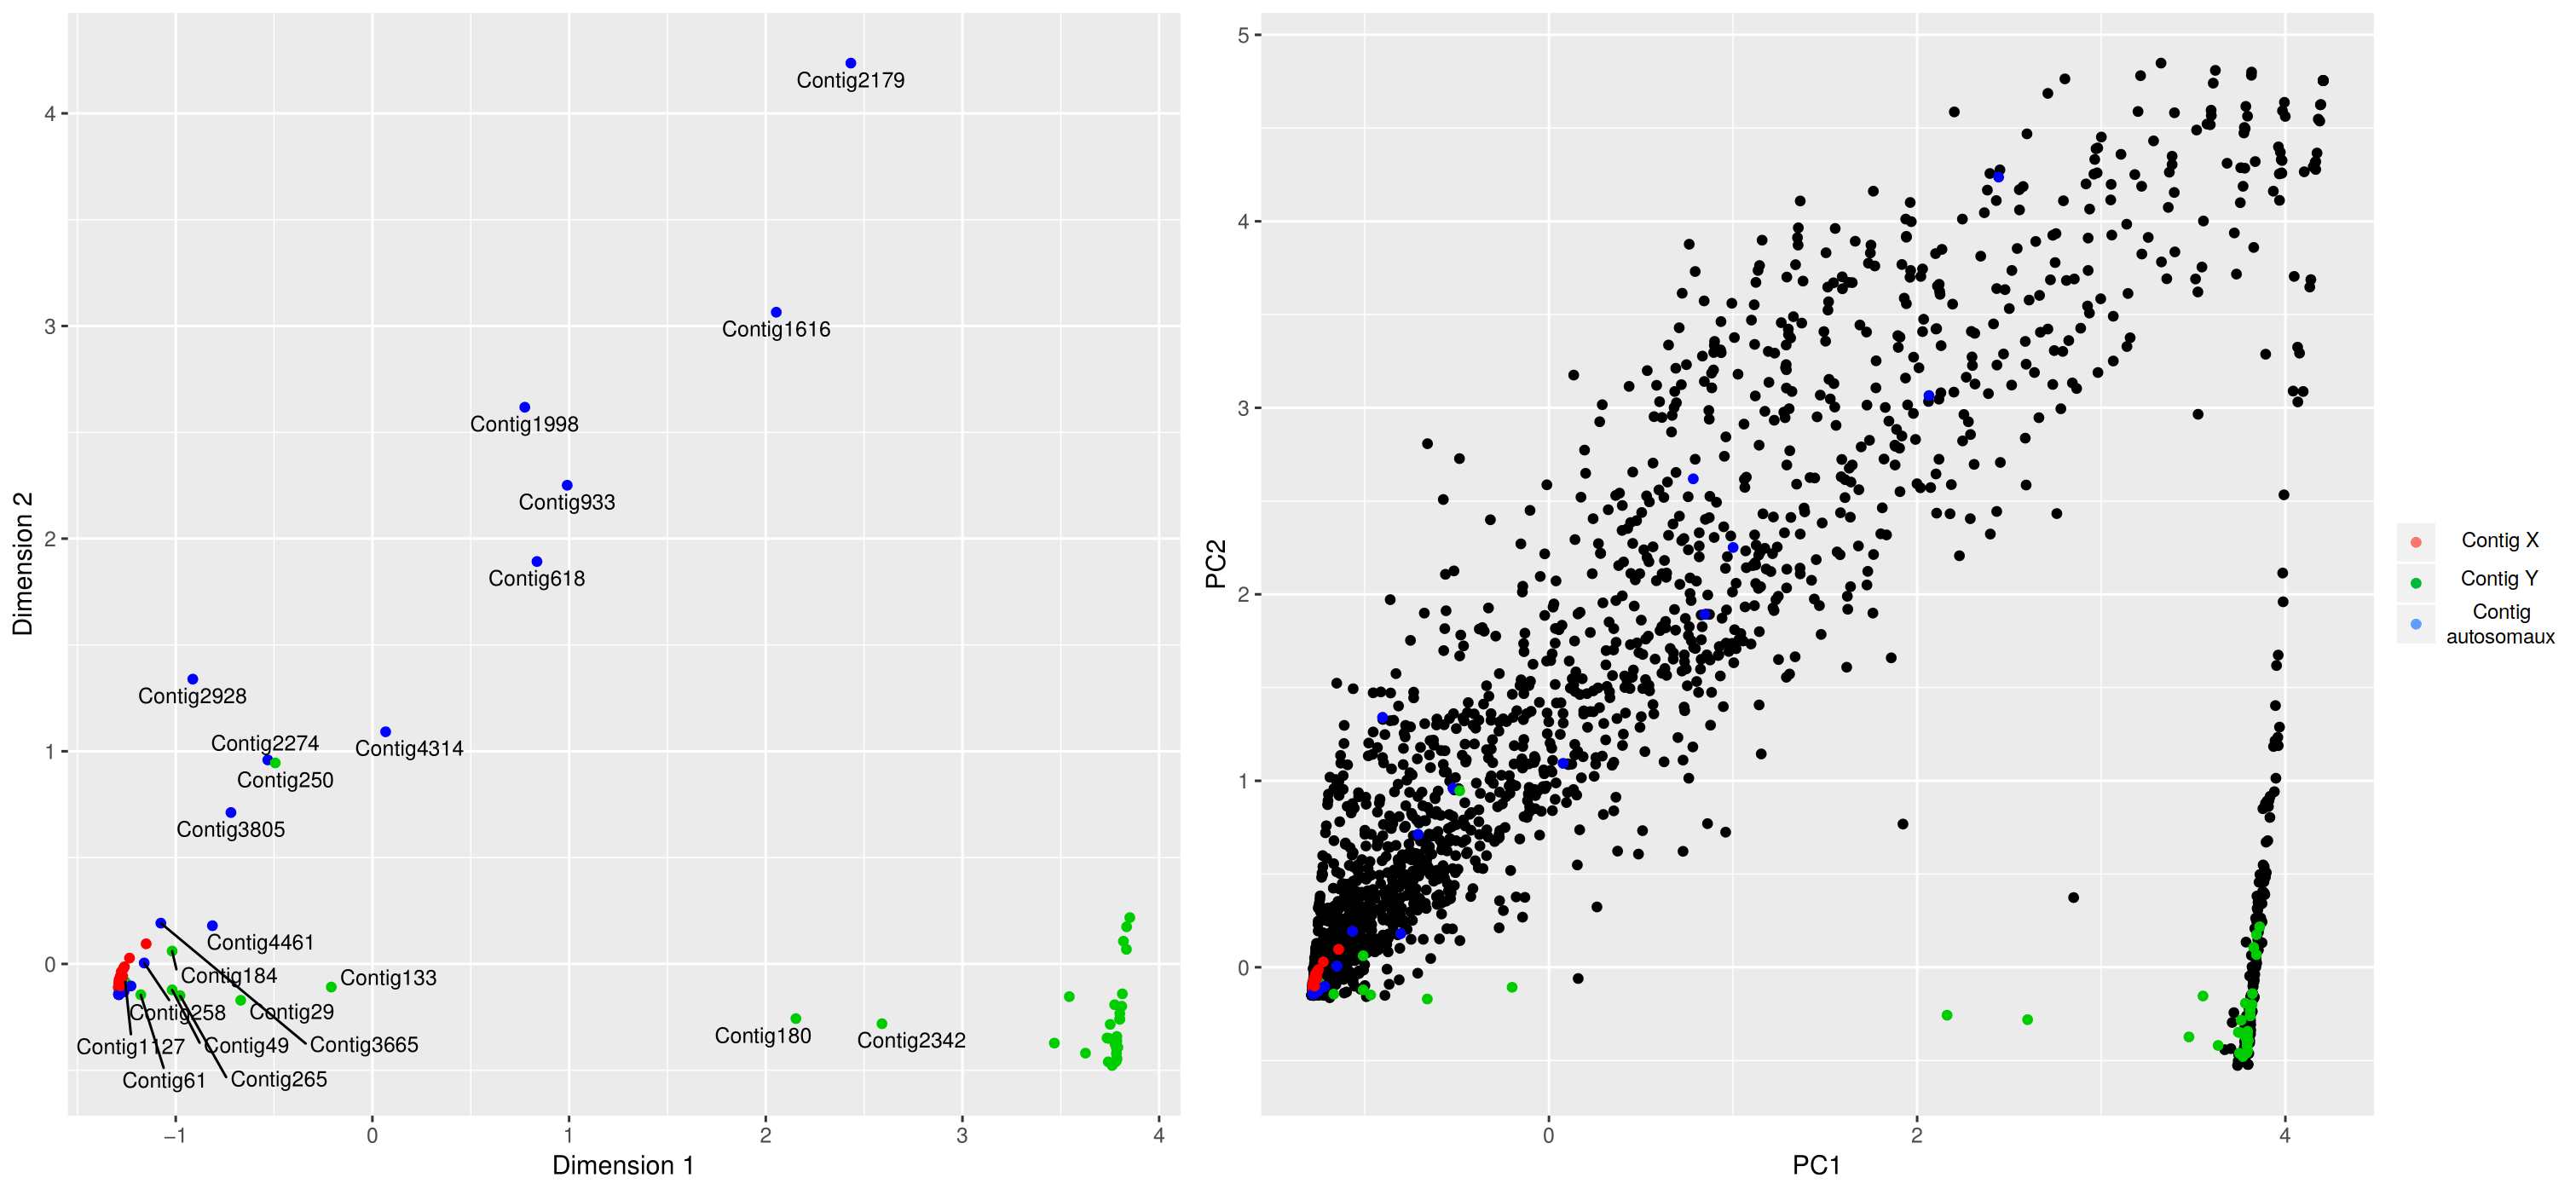 Contig2179
Contig1616
Contig1998
Contig933
Contig618
Contig2928
Contig2274
Contig4314
Contig250
Contig3805
Contig4461
Contig184
Contig133
Contig258
Contig29
Contig180
Contig2342
Contig1127
Contig49
Contig3665
Contig61
Contig265
4
3
2
1
0
−1
0
1
2
3
4
Dimension 1
Dimension 2
5
4
3
2
1
0
0
2
4
PC1
PC2
Contig X
Contig Y
Contig
autosomaux